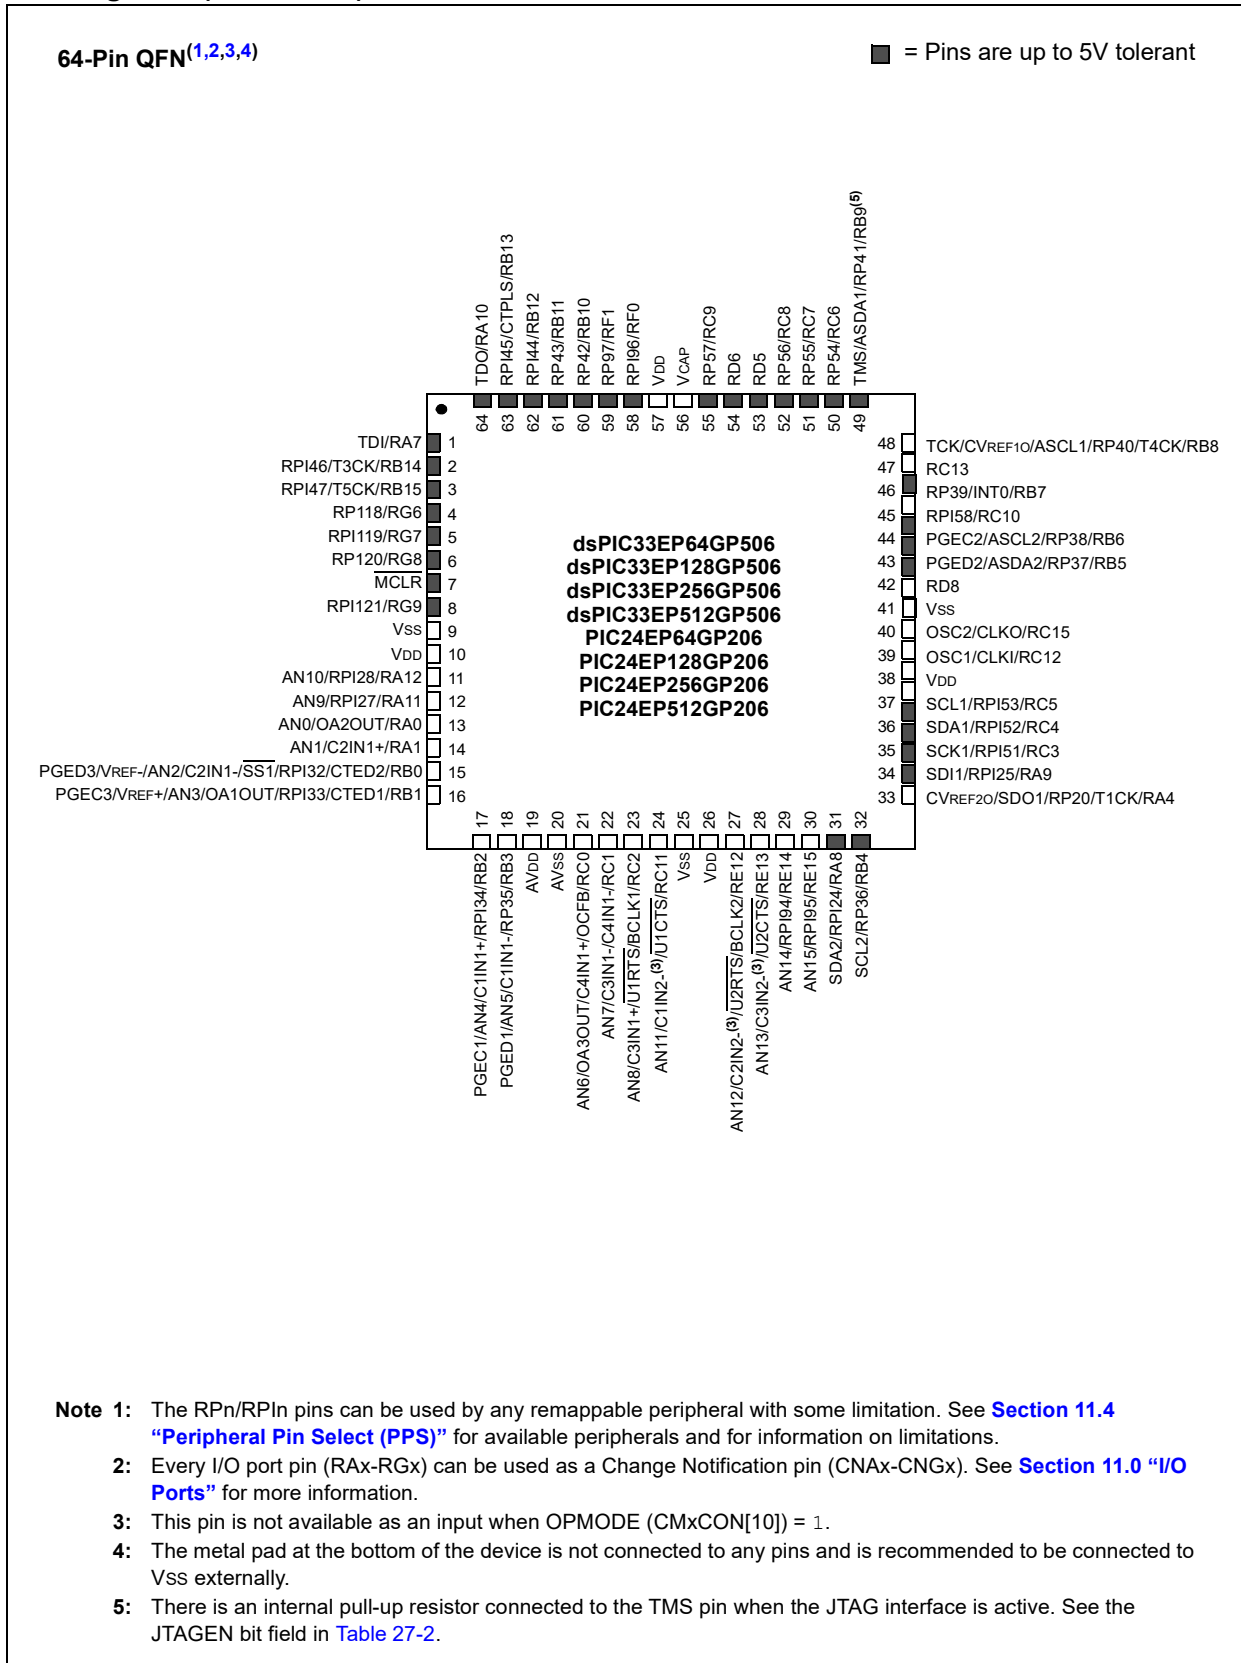 64-Pin QFN(1,2,3,4)
= Pins are up to 5V tolerant
TDO/RA10
RPI45/CTPLS/RB13
RPI44/RB12
RP43/RB11
RP42/RB10
RP97/RF1
RPI96/RF0
VDD
VCAP
RP57/RC9
RD6
RD5
RP56/RC8
RP55/RC7
RP54/RC6
TMS/ASDA1/RP41/RB9(5)
64 63 62 61 60 59 58 57 56 55 54 53 52 51 50 49
TDI/RA7 1
RPI46/T3CK/RB14 2
RPI47/T5CK/RB15 3
RP118/RG6 4
RPI119/RG7 5
RP120/RG8 6
MCLR 7
RPI121/RG9 8
VSS 9
VDD 10
AN10/RPI28/RA12 11
AN9/RPI27/RA11 12
AN0/OA2OUT/RA0 13
AN1/C2IN1+/RA1 14
PGED3/VREF-/AN2/C2IN1-/SS1/RPI32/CTED2/RB0 15
PGEC3/VREF+/AN3/OA1OUT/RPI33/CTED1/RB1 16
dsPIC33EP64GP506
dsPIC33EP128GP506
dsPIC33EP256GP506
dsPIC33EP512GP506
PIC24EP64GP206
PIC24EP128GP206
PIC24EP256GP206
PIC24EP512GP206
48 TCK/CVREF1O/ASCL1/RP40/T4CK/RB8
47 RC13
46 RP39/INT0/RB7
45 RPI58/RC10
44 PGEC2/ASCL2/RP38/RB6
43 PGED2/ASDA2/RP37/RB5
42 RD8
41 VSS
40 OSC2/CLKO/RC15
39 OSC1/CLKI/RC12
38 VDD
37 SCL1/RPI53/RC5
36 SDA1/RPI52/RC4
35 SCK1/RPI51/RC3
34 SDI1/RPI25/RA9
33 CVREF2O/SDO1/RP20/T1CK/RA4
17 18 19 20 21 22 23 24 25 26 27 28 29 30 31 32
PGEC1/AN4/C1IN1+/RPI34/RB2
PGED1/AN5/C1IN1-/RP35/RB3
AVDD
AVSS
AN6/OA3OUT/C4IN1+/OCFB/RC0
AN7/C3IN1-/C4IN1-/RC1
AN8/C3IN1+/U1RTS/BCLK1/RC2
AN11/C1IN2-(3)/U1CTS/RC11
VSS
VDD
AN12/C2IN2-(3)/U2RTS/BCLK2/RE12
AN13/C3IN2-(3)/U2CTS/RE13
AN14/RPI94/RE14
AN15/RPI95/RE15
SDA2/RPI24/RA8
SCL2/RP36/RB4
Note 1: The RPn/RPIn pins can be used by any remappable peripheral with some limitation. See Section 11.4
“Peripheral Pin Select (PPS)” for available peripherals and for information on limitations.
2: Every I/O port pin (RAx-RGx) can be used as a Change Notification pin (CNAx-CNGx). See Section 11.0 “I/O
Ports” for more information.
3: This pin is not available as an input when OPMODE (CMxCON[10]) = 1.
4: The metal pad at the bottom of the device is not connected to any pins and is recommended to be connected to
VSS externally.
5: There is an internal pull-up resistor connected to the TMS pin when the JTAG interface is active. See the
JTAGEN bit field in Table 27-2.